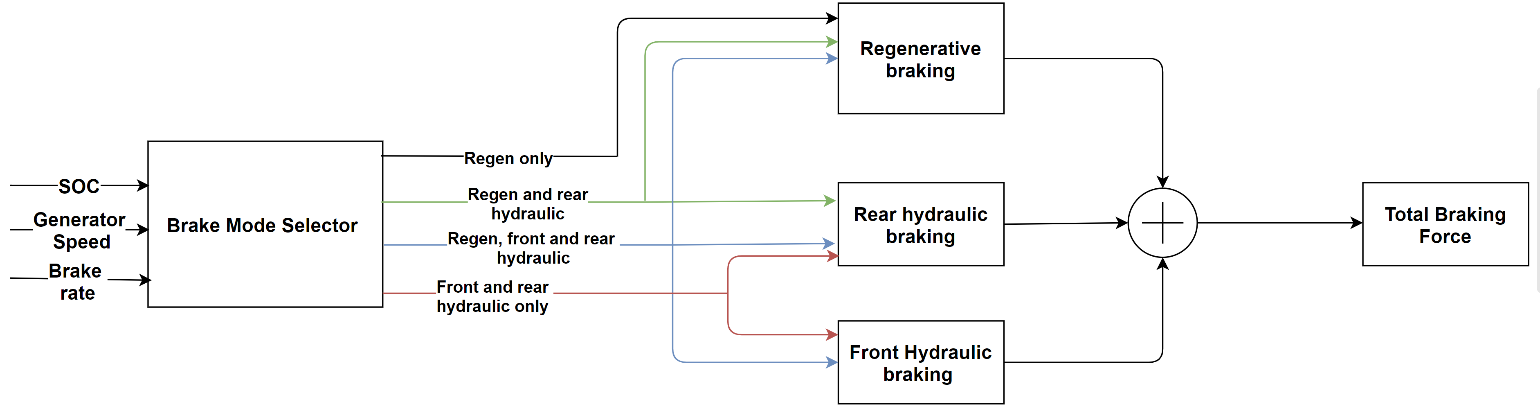 SOC
Generator
Speed
Brake
rate
Brake Mode Selector
Regen only
Regen and rear
hydraulic
Regen, front and rear
hydraulic
Front and rear
hydraulic only
Regenerative
braking
Rear hydraulic
braking
Front Hydraulic
braking
Total Braking
Force